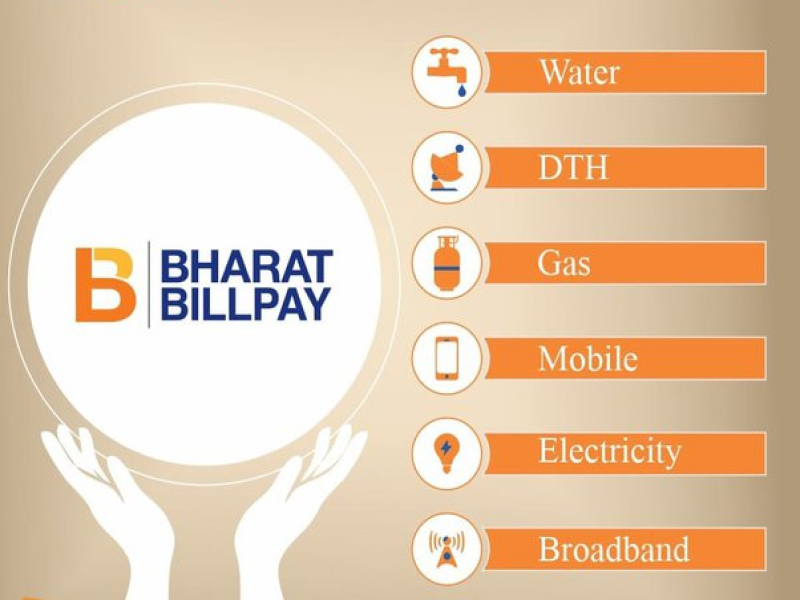 BHARAT
BILLPAY
Water
DTH
Gas
Mobile
Electricity
Broadband